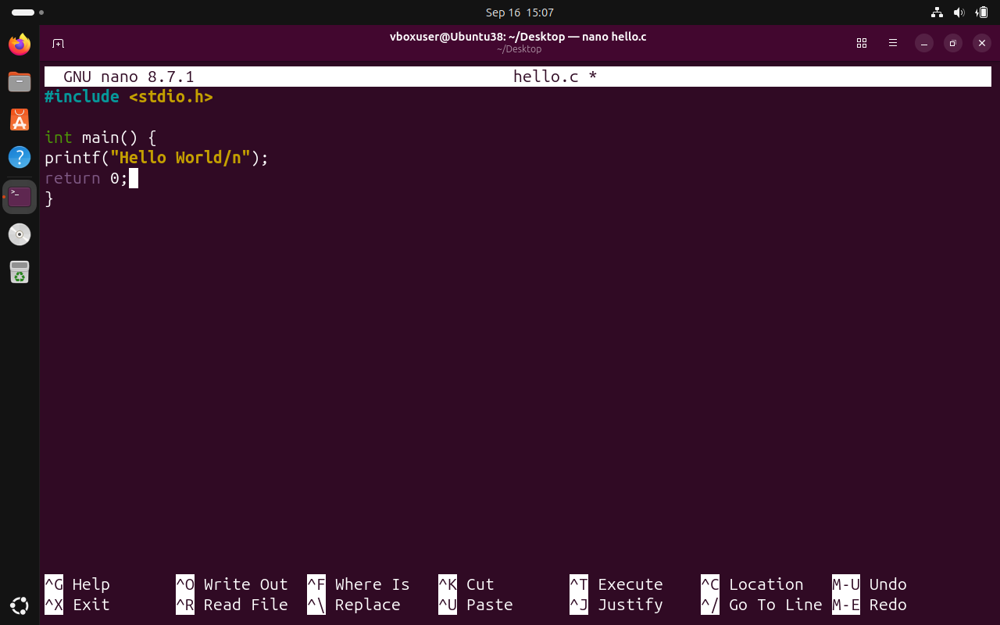 Sep 16 15:07
vboxuser@Ubuntu38: ~/Desktop — nano hello.c
~/Desktop
GNU nano 8.7.1 hello.c *
#include <stdio.h>
int main() {
printf("Hello World/n");
return 0;
}
^G Help ^O Write Out ^F Where Is ^K Cut ^T Execute ^C Location M-U Undo
^X Exit ^R Read File ^\ Replace ^U Paste ^J Justify ^/ Go To Line M-E Redo